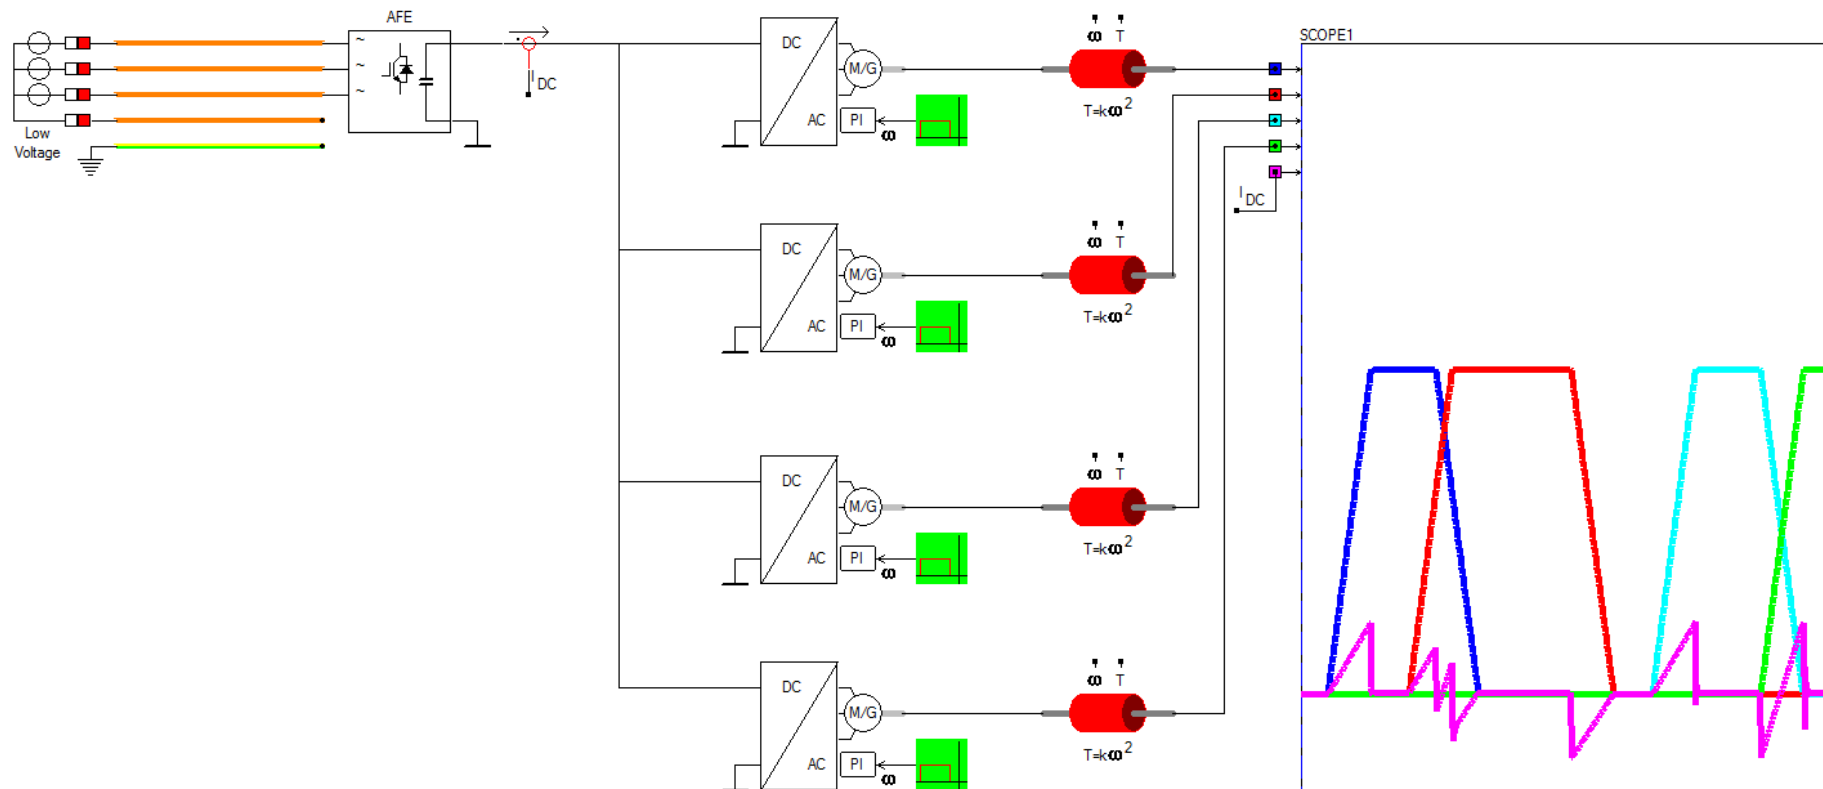 AFE
~
~
~
Low
Voltage
I DC
DC
AC
M/G
PI
ω
ω T
T=kω²
DC
AC
M/G
PI
ω
ω T
T=kω²
DC
AC
M/G
PI
ω
ω T
T=kω²
DC
AC
M/G
PI
ω
ω T
T=kω²
SCOPE1
I DC